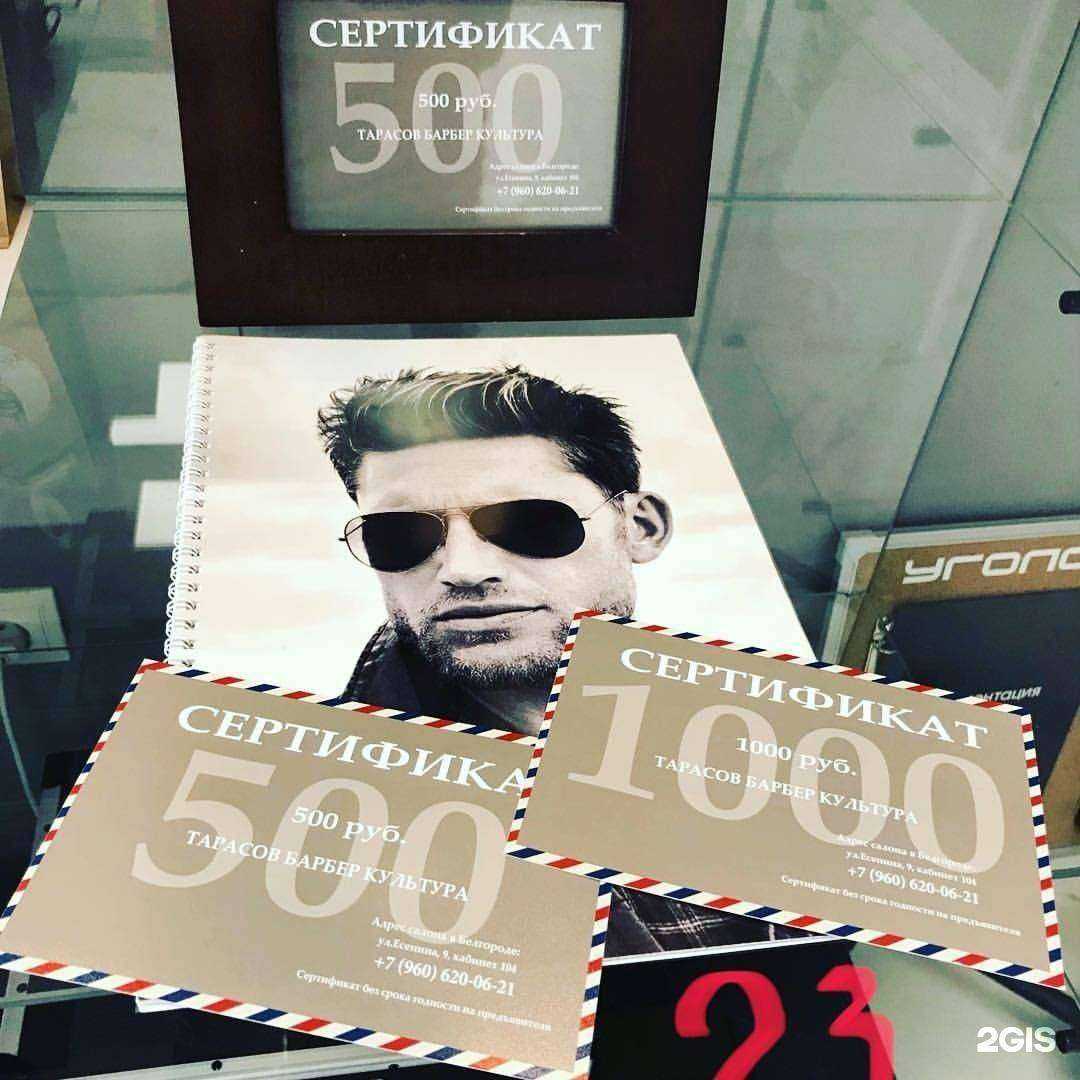 СЕРТИФИКАТ
500
500 руб.
ТАРАСОВ БАРБЕР КУЛЬТУРА
Адрес салона в Белгороде:
ул.Есенина, 9, кабинет 104
+7 (960) 620-06-21
Сертификат без срока годности на предъявителя
УГОЛО
ентация
СЕРТИФИКА
500
500 руб.
ТАРАСОВ БАРБЕР КУЛЬТУРА
Адрес салона в Белгороде:
ул.Есенина, 9, кабинет 104
+7 (960) 620-06-21
Сертификат без срока годности на предъявителя
СЕРТИФИКАТ
1000
1000 руб.
ТАРАСОВ БАРБЕР КУЛЬТУРА
Адрес салона в Белгороде:
ул.Есенина, 9, кабинет 104
+7 (960) 620-06-21
Сертификат без срока годности на предъявителя
23
2GIS